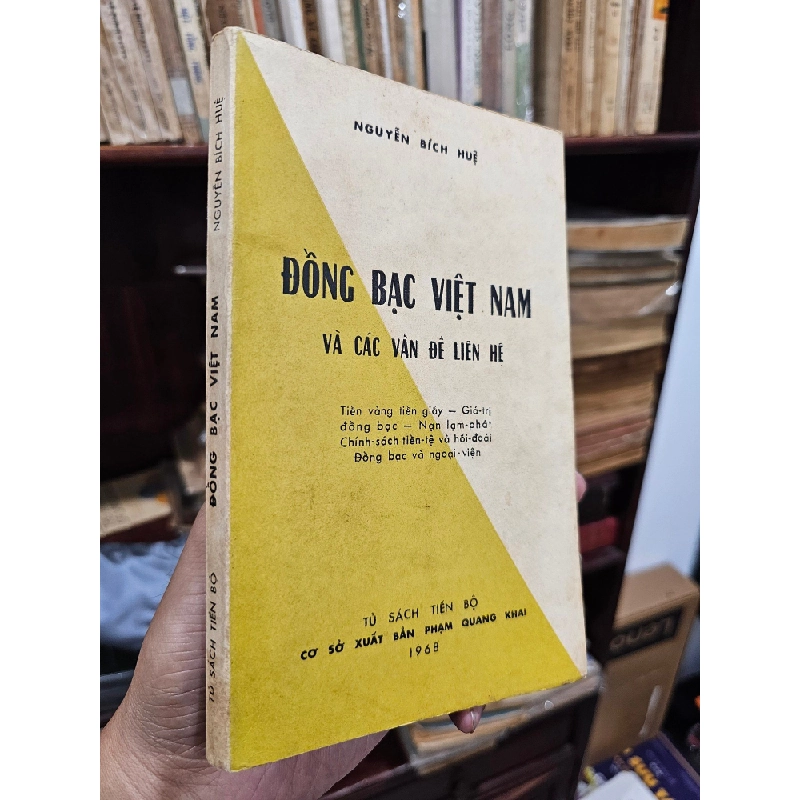 NGUYỄN BÍCH HUỆ
ĐỒNG BẠC VIỆT NAM
VÀ CÁC VẤN ĐỀ LIÊN HỆ
Tiền vàng tiền giấy — Giá-trị
đồng bạc — Nạn lạm-phát
Chính-sách tiền-tệ và hối-đoái
Đồng bạc và ngoại-viện
TỦ SÁCH TIẾN BỘ
CƠ SỞ XUẤT BẢN PHẠM QUANG KHAI
1968
NGUYỄN BÍCH HUỆ
ĐỒNG BẠC VIỆT NAM
TỦ SÁCH TIẾN BỘ